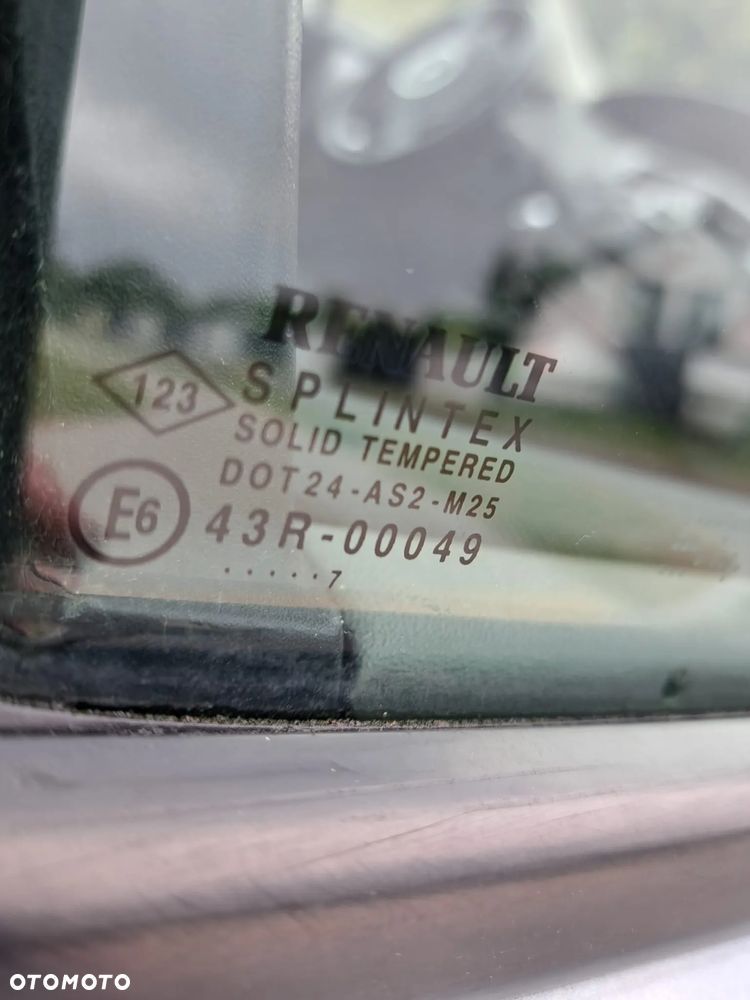 RENAULT
123
SPLINTEX
SOLID TEMPERED
DOT24-AS2-M25
E6
43R-00049
.....7
OTOMOTO